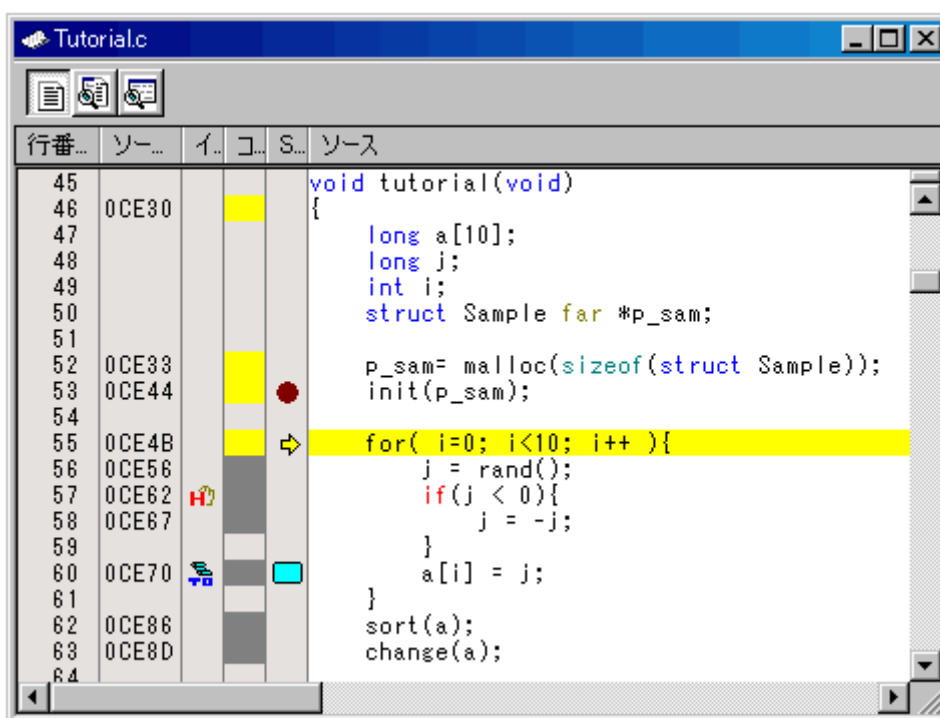 Tutorial.c
行番... ソー... イ.. コ... S... ソース
45 void tutorial(void)
46 0CE30 {
47 long a[10];
48 long j;
49 int i;
50 struct Sample far *p_sam;
51
52 0CE33 p_sam= malloc(sizeof(struct Sample));
53 0CE44 init(p_sam);
54
55 0CE4B for( i=0; i<10; i++ ){
56 0CE56 j = rand();
57 0CE62 H if(j < 0){
58 0CE67 j = -j;
59 }
60 0CE70 a[i] = j;
61 }
62 0CE86 sort(a);
63 0CE8D change(a);
64